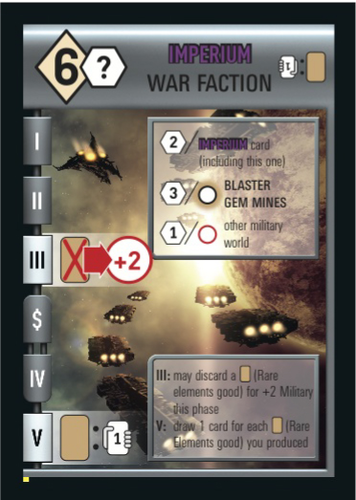 6 ?
IMPERIUM
WAR FACTION
1 :
I
II
III
+2
$
IV
V
: 1
2 / IMPERIUM card
(including this one)
3 / BLASTER
GEM MINES
1 / other military
world
III: may discard a (Rare
elements good) for +2 Military
this phase
V: draw 1 card for each (Rare
Elements good) you produced